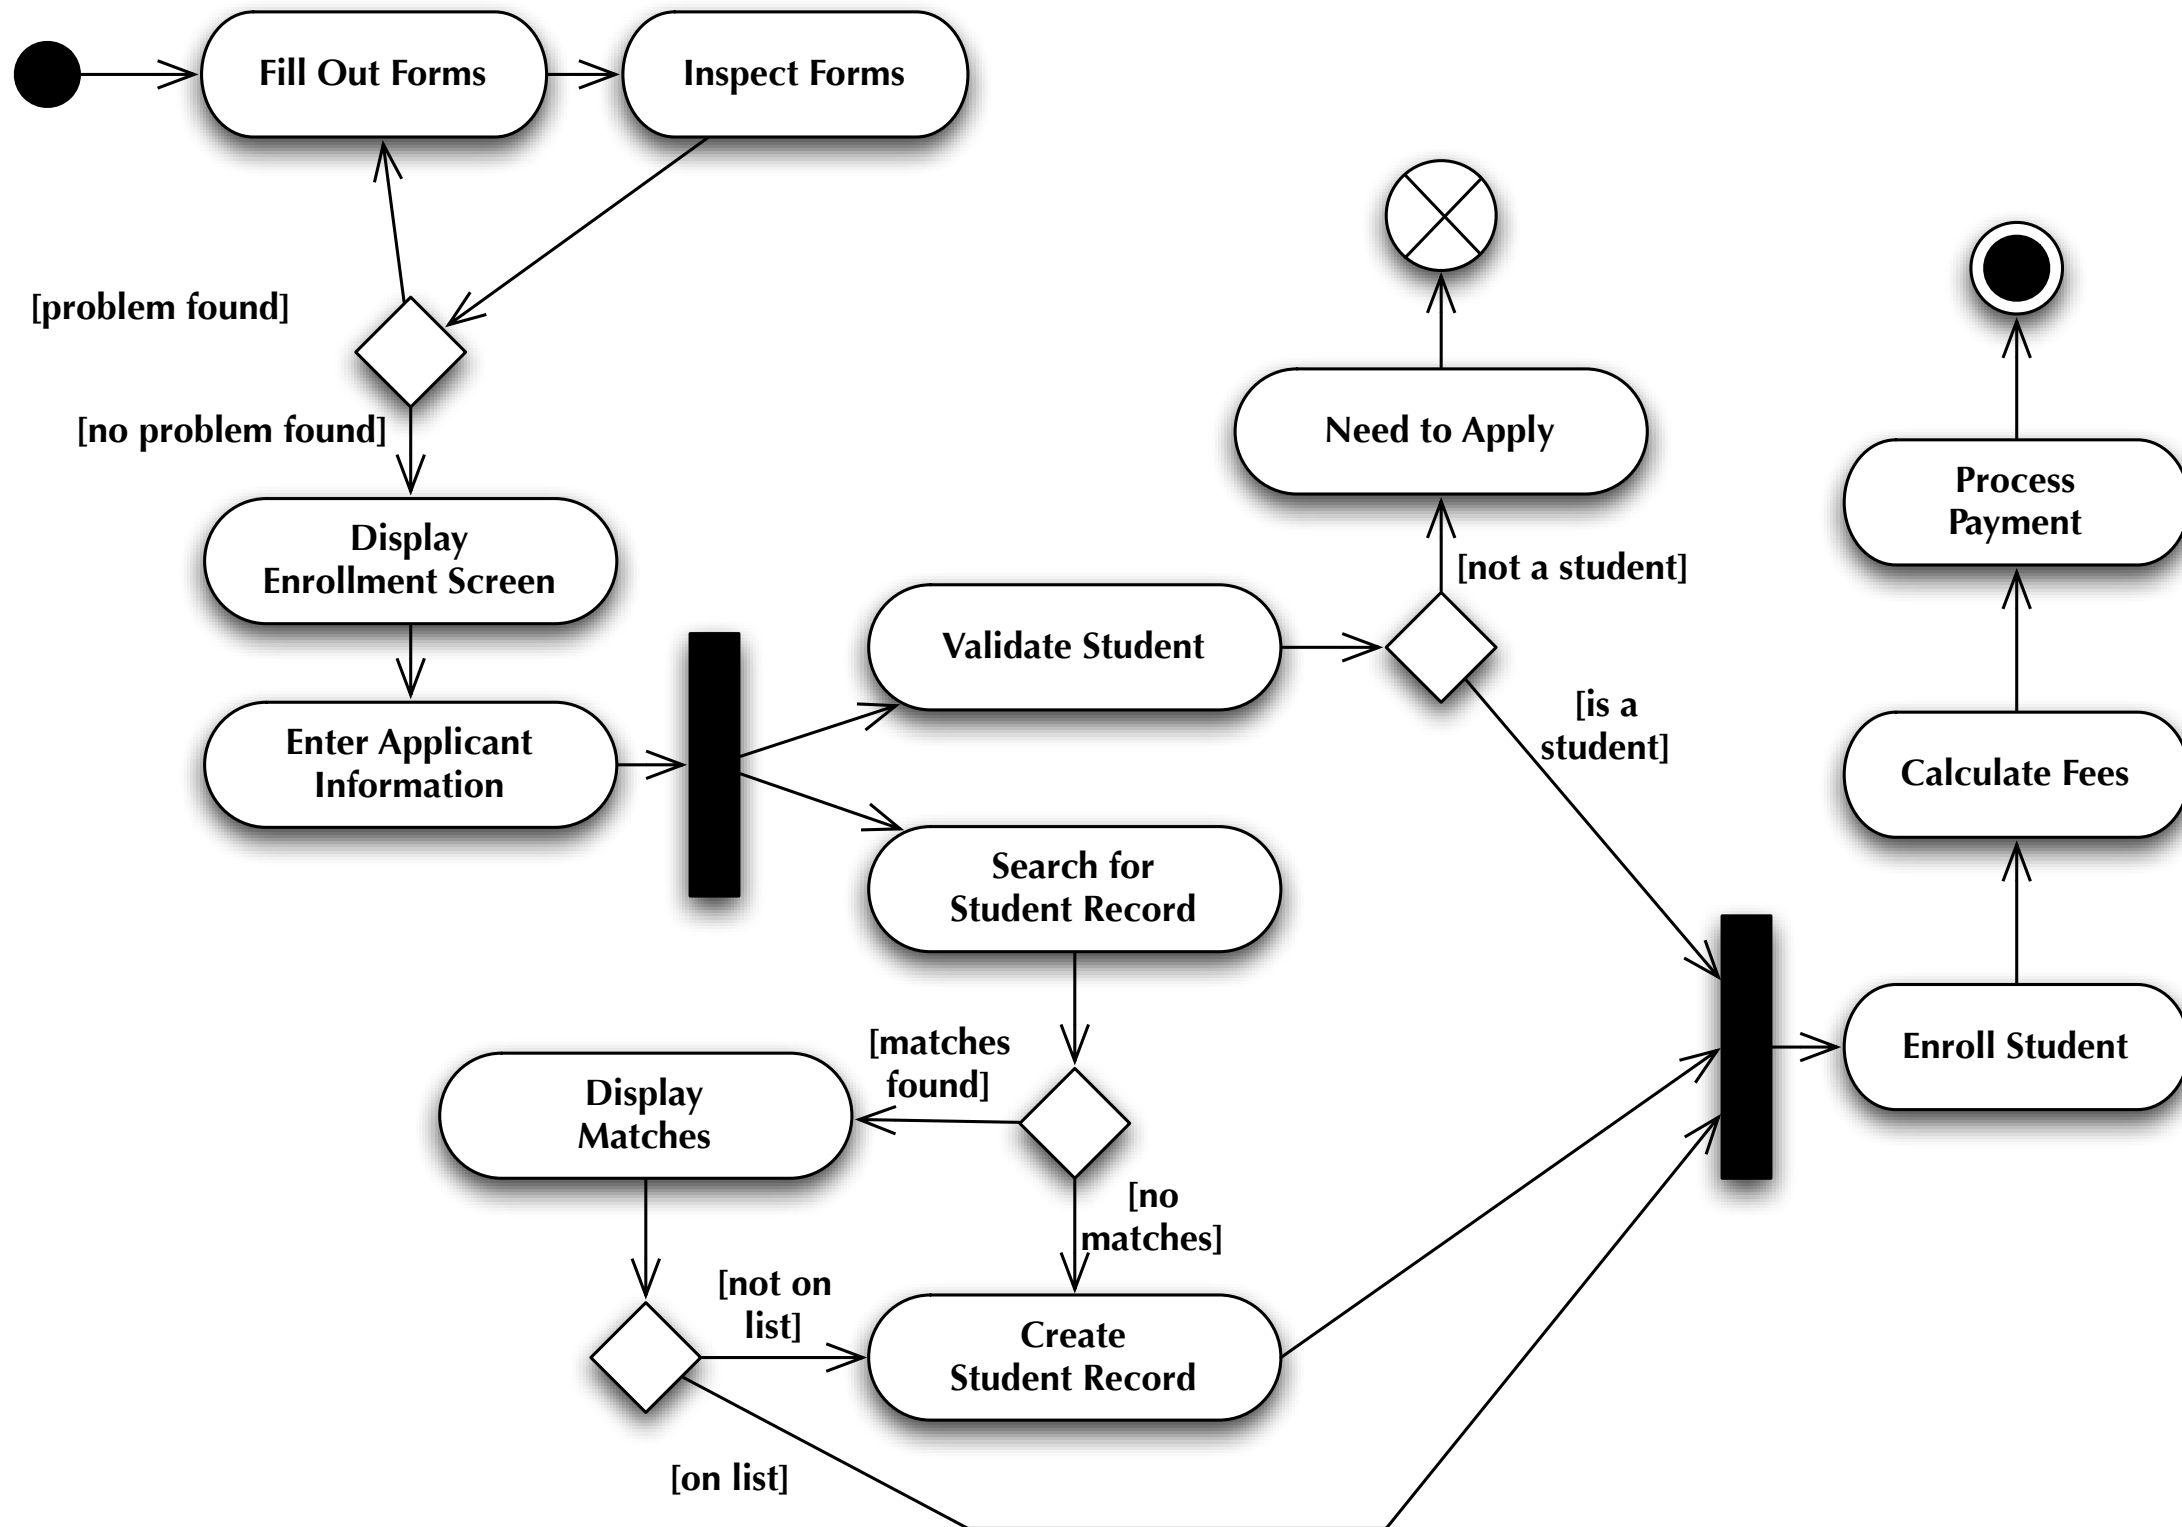 Fill Out Forms
Inspect Forms
[problem found]
[no problem found]
Need to Apply
Process
Payment
Display
Enrollment Screen
[not a student]
Validate Student
[is a
student]
Enter Applicant
Information
Calculate Fees
Search for
Student Record
[matches
found]
Enroll Student
Display
Matches
[no
matches]
[not on
list]
Create
Student Record
[on list]